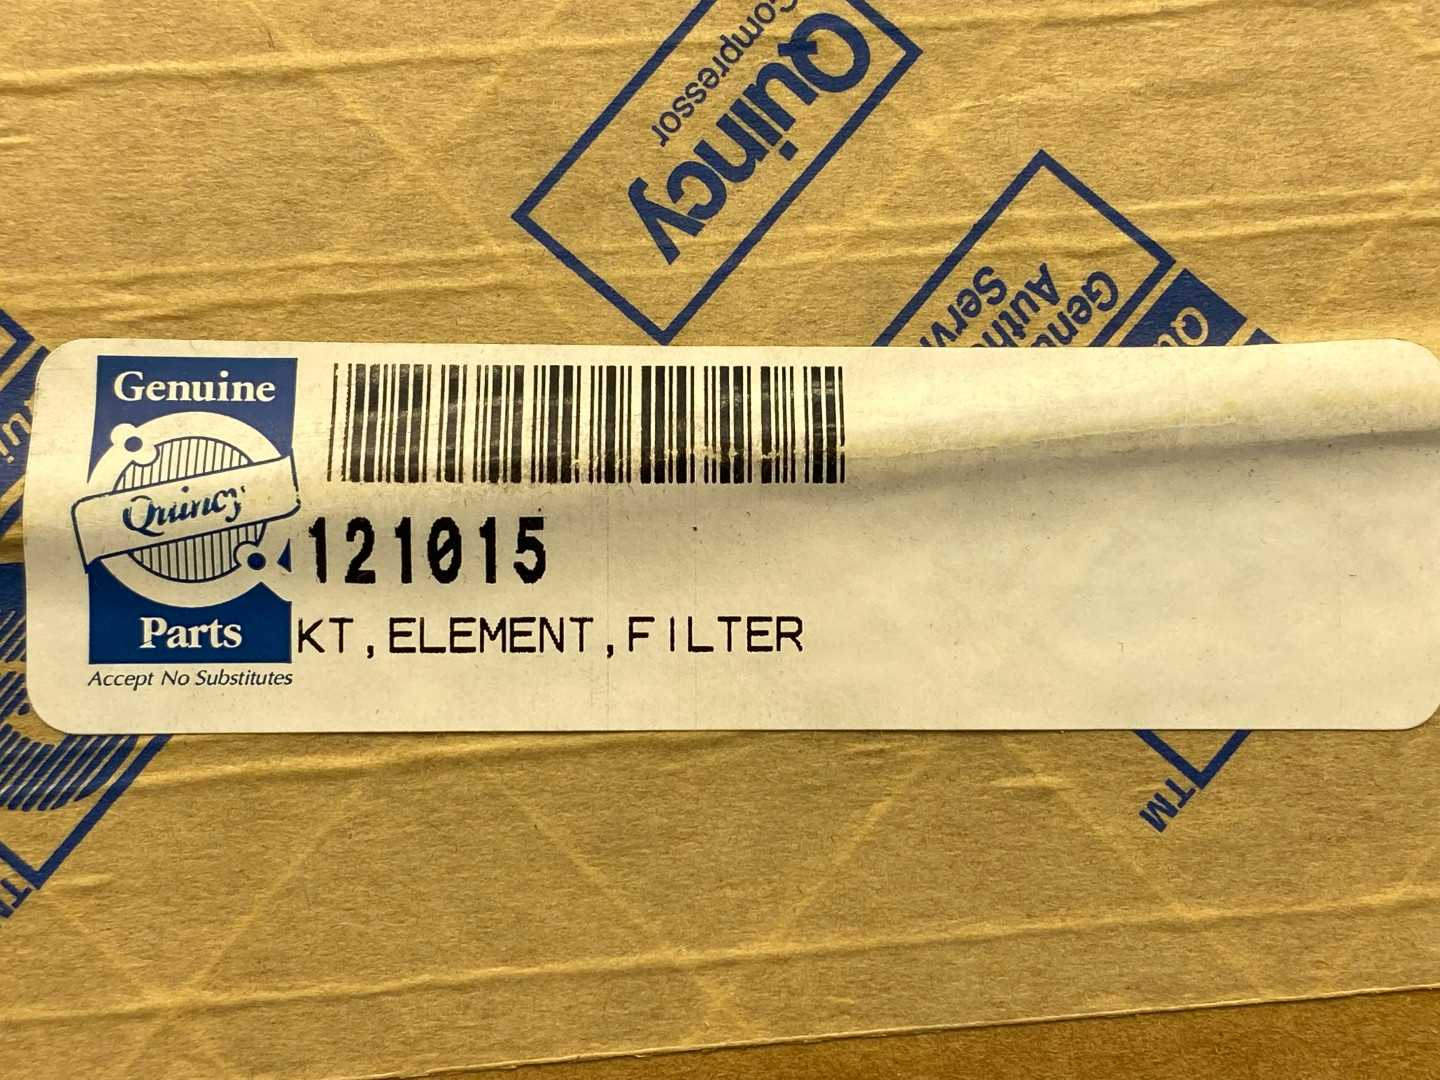 Quincy
Compressor
Genuine
Quincy
121015
KT,ELEMENT,FILTER
Parts
Accept No Substitutes
TM